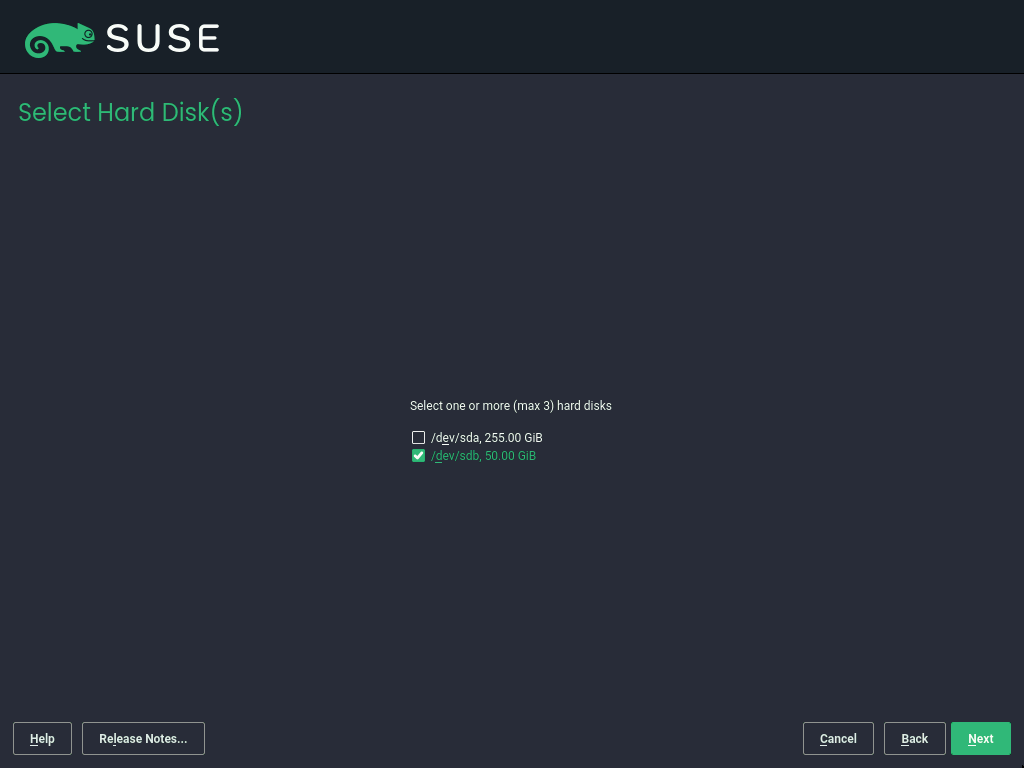 SUSE
Select Hard Disk(s)
Select one or more (max 3) hard disks
/dev/sda, 255.00 GiB
/dev/sdb, 50.00 GiB
Help
Release Notes...
Cancel
Back
Next